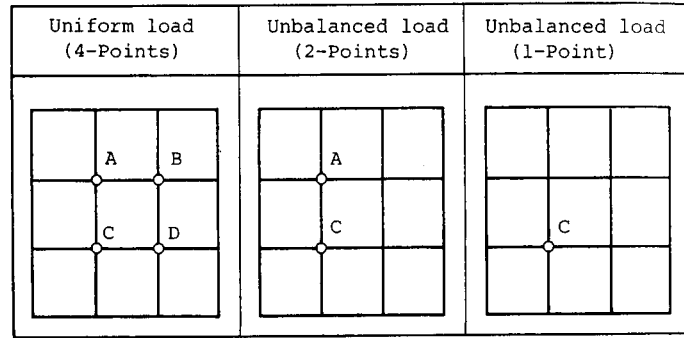 Uniform load
(4-Points)
Unbalanced load
(2-Points)
Unbalanced load
(1-Point)
A B
C D
A
C
C